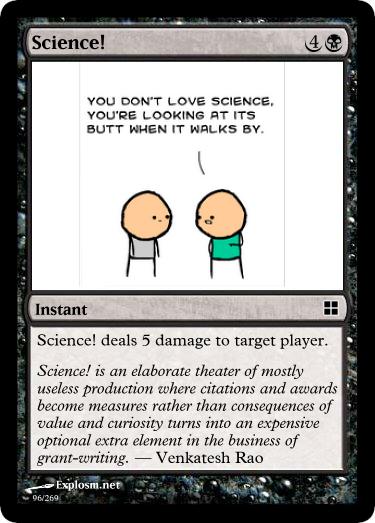 Science! 4
YOU DON'T LOVE SCIENCE,
YOU'RE LOOKING AT ITS
BUTT WHEN IT WALKS BY.
Instant
Science! deals 5 damage to target player.
Science! is an elaborate theater of mostly
useless production where citations and awards
become measures rather than consequences of
value and curiosity turns into an expensive
optional extra element in the business of
grant-writing. — Venkatesh Rao
Explosm.net
96/269